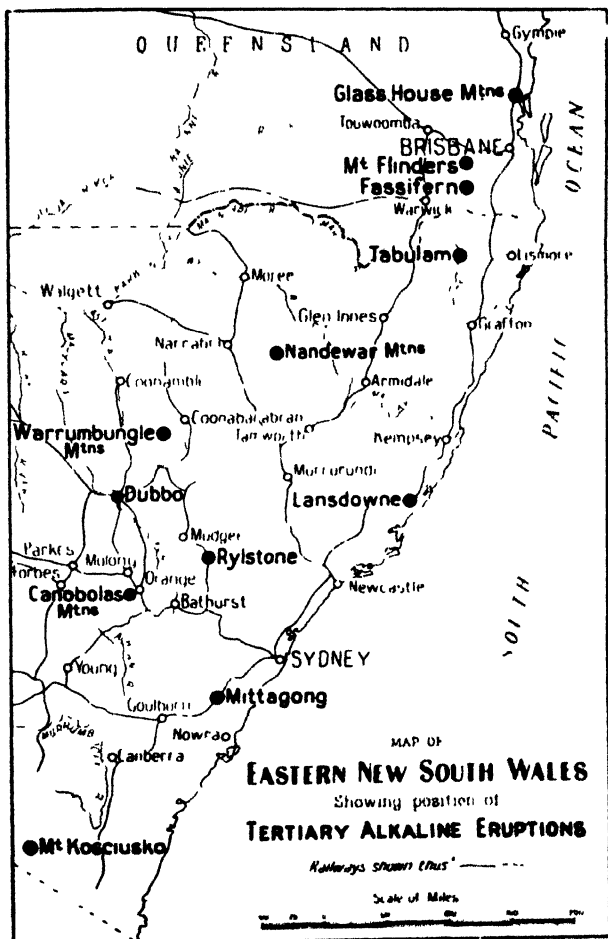 QUEENSLAND
Gympie
Glass House Mtns
Toowoomba
BRISBANE
Mt Flinders
Fassifern
Warwick
OCEAN
Tabulam
Lismore
Moree
Walgett
Glen Innes
Grafton
Narrabri
Nandewar Mtns
Coonamble
Armidale
PACIFIC
Coonabarabran
Warrumbungle
Mtns
Tamworth
Kempsey
Murrurundi
Dubbo
Lansdowne
Mudgee
Rylstone
Parkes
Molong
Forbes
Orange
Canobolas
Mtns
Bathurst
Newcastle
SOUTH
SYDNEY
Young
Mittagong
Goulburn
Nowra
Canberra
Mt Kosciusko
MAP OF
EASTERN NEW SOUTH WALES
Showing position of
TERTIARY ALKALINE ERUPTIONS
Railways shown thus
Scale of Miles